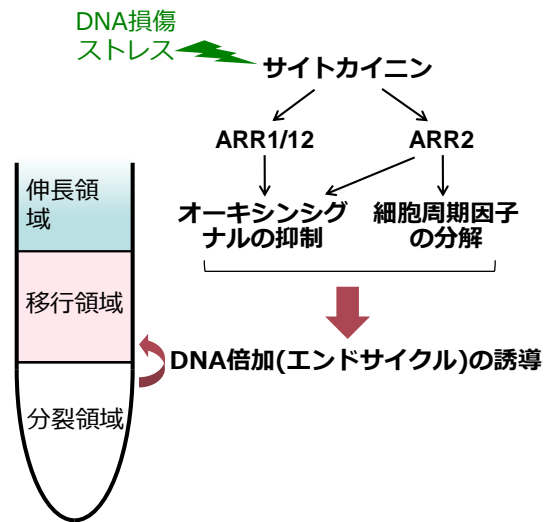 DNA損傷
ストレス
サイトカイニン
ARR1/12
ARR2
オーキシンシグ
ナルの抑制
細胞周期因子
の分解
DNA倍加(エンドサイクル)の誘導
伸長領
域
移行領域
分裂領域